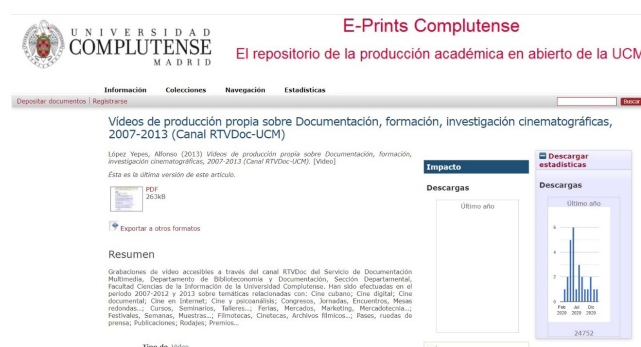 UNIVERSIDAD
COMPLUTENSE
MADRID
E-Prints Complutense
El repositorio de la producción académica en abierto de la UCM
Información Colecciones Navegación Estadísticas
Depositar documentos | Registrarse
Buscar
Vídeos de producción propia sobre Documentación, formación, investigación cinematográficas,
2007-2013 (Canal RTVDoc-UCM)
López Yepes, Alfonso (2013) Vídeos de producción propia sobre Documentación, formación,
investigación cinematográficas, 2007-2013 (Canal RTVDoc-UCM). [Video]
Ésta es la última versión de este artículo.
PDF
263kB
Exportar a otros formatos
Resumen
Grabaciones de vídeo accesibles a través del canal RTVDoc del Servicio de Documentación
Multimedia, Departamento de Biblioteconomía y Documentación, Sección Departamental,
Facultad Ciencias de la Información de la Universidad Complutense. Han sido efectuadas en el
periodo 2007-2012 y 2013 sobre temáticas relacionadas con: Cine cubano; Cine digital; Cine
documental; Cine en Internet; Cine y psicoanálisis; Congresos, Jornadas, Encuentros, Mesas
redondas...; Cursos, Seminarios, Talleres...; Ferias, Mercados, Marketing, Mercadotecnia...;
Festivales, Semanas, Muestras...; Filmotecas, Cinetecas, Archivos fílmicos...; Pases, ruedas de
prensa; Publicaciones; Rodajes; Premios...
Impacto
Descargas
Último año
Descargar
estadísticas
Descargas
Último año
6
4
2
0
Feb Jul Dic
2020 2020 2020
24752